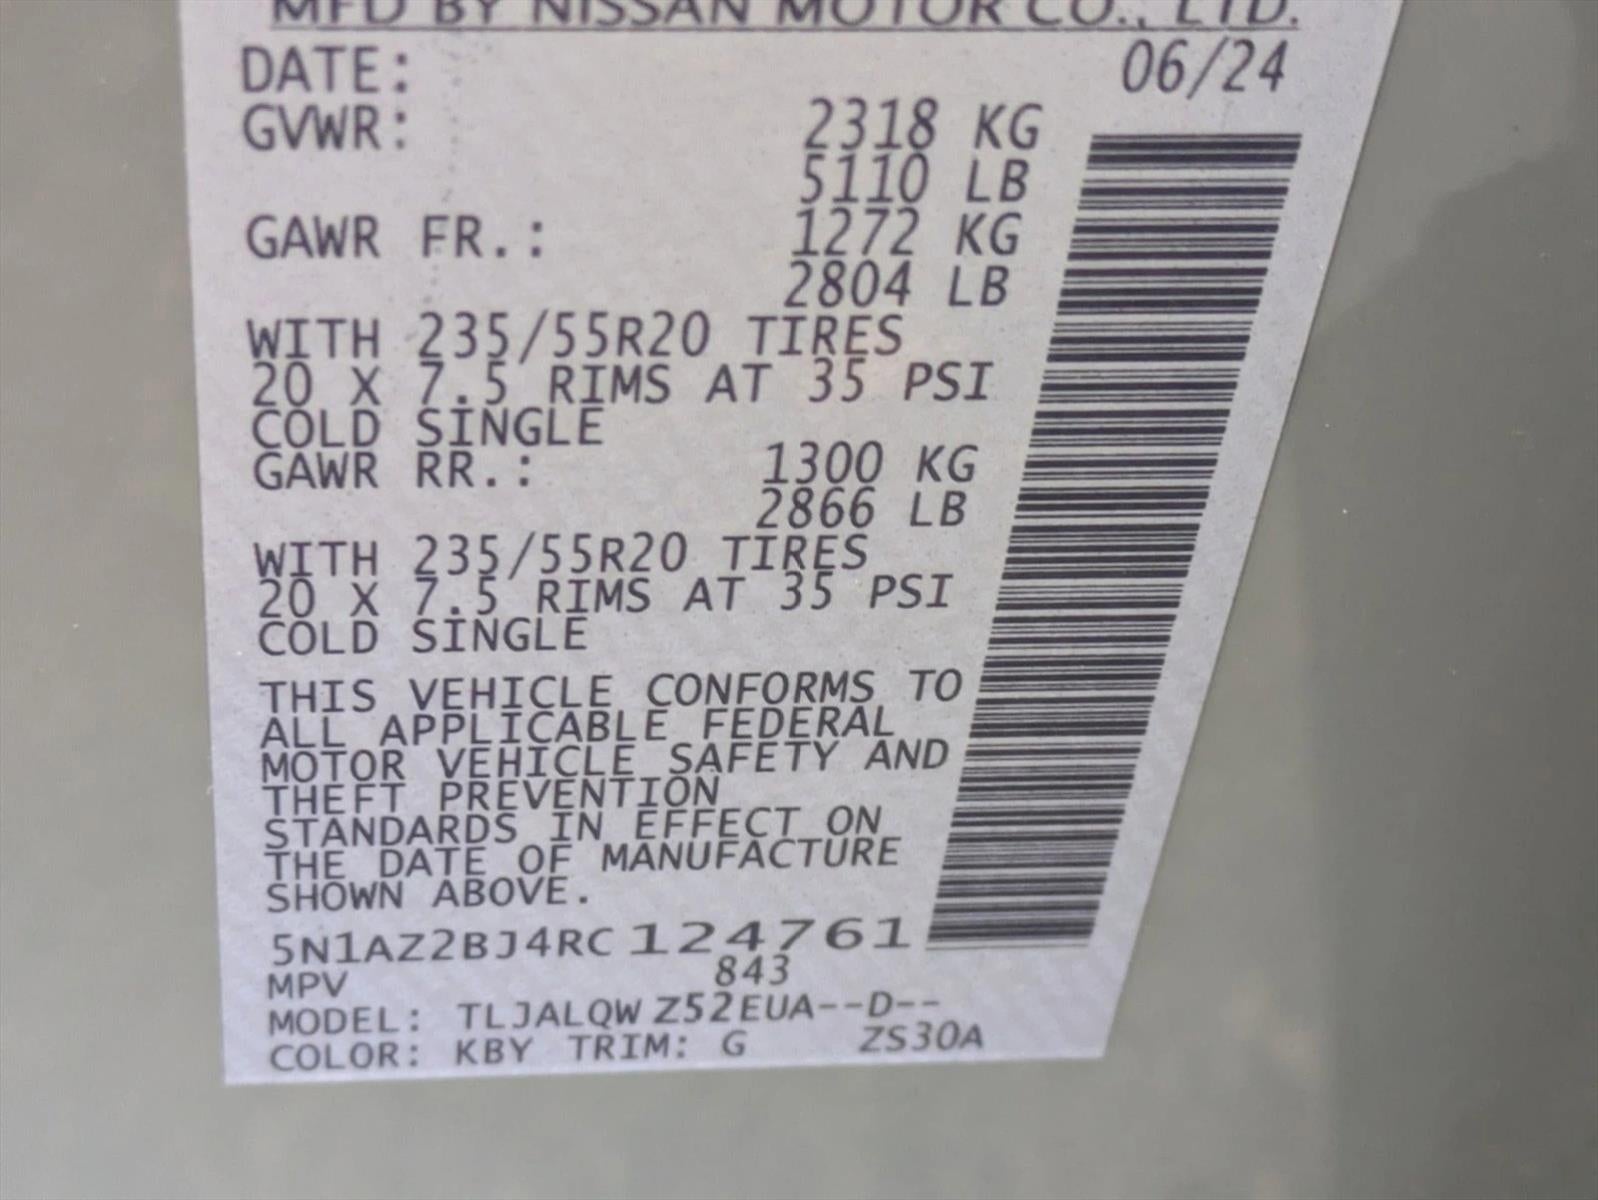 MFD BY NISSAN MOTOR CO., LTD.
DATE: 06/24
GVWR: 2318 KG
5110 LB
GAWR FR.: 1272 KG
2804 LB
WITH 235/55R20 TIRES
20 X 7.5 RIMS AT 35 PSI
COLD SINGLE
GAWR RR.: 1300 KG
2866 LB
WITH 235/55R20 TIRES
20 X 7.5 RIMS AT 35 PSI
COLD SINGLE
THIS VEHICLE CONFORMS TO
ALL APPLICABLE FEDERAL
MOTOR VEHICLE SAFETY AND
THEFT PREVENTION
STANDARDS IN EFFECT ON
THE DATE OF MANUFACTURE
SHOWN ABOVE.
5N1AZ2BJ4RC124761
MPV 843
MODEL: TLJALQWZ52EUA--D--
COLOR: KBY TRIM: G ZS30A